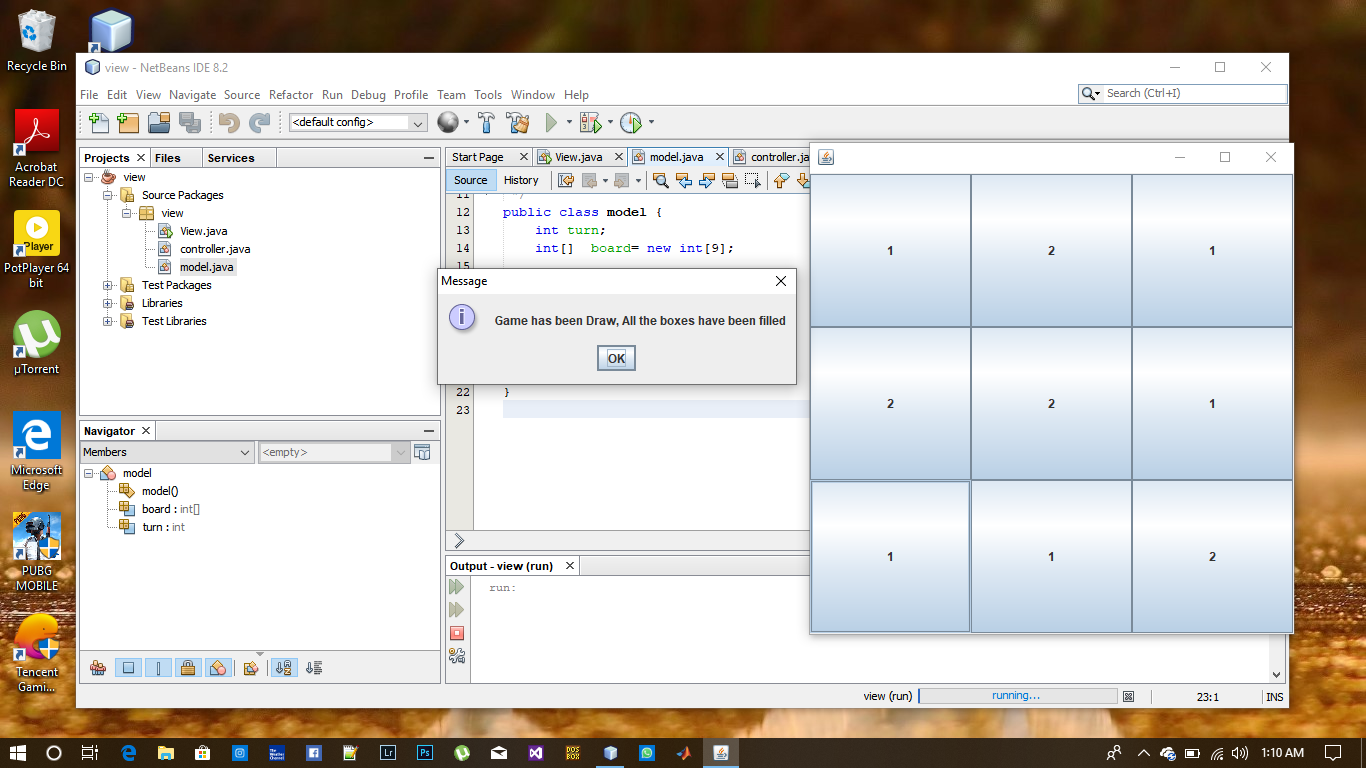 Recycle Bin
Acrobat
Reader DC
Player
PotPlayer 64
bit
µTorrent
Microsoft
Edge
PUBG
MOBILE
Tencent
Gami...
view - NetBeans IDE 8.2
File Edit View Navigate Source Refactor Run Debug Profile Team Tools Window Help
Search (Ctrl+I)
<default config>
Projects Files Services
view
Source Packages
view
View.java
controller.java
model.java
Test Packages
Libraries
Test Libraries
Navigator
Members <empty>
model
model()
board : int[]
turn : int
Start Page View.java model.java controller.ja
Source History
11
12 public class model {
13 int turn;
14 int[] board= new int[9];
15
22 }
23
Message
Game has been Draw, All the boxes have been filled
OK
1 2 1
2 2 1
1 1 2
Output - view (run)
run:
view (run) running... 23:1 INS
Lr Ps
1:10 AM